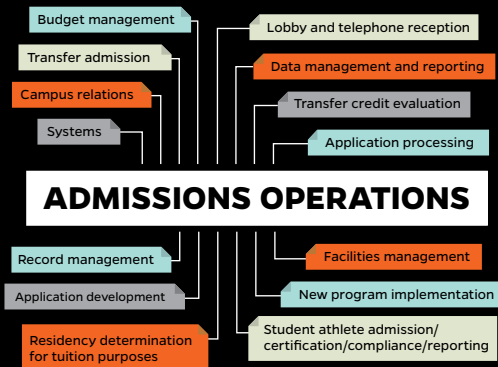 Budget management
Transfer admission
Campus relations
Systems
Lobby and telephone reception
Data management and reporting
Transfer credit evaluation
Application processing
ADMISSIONS OPERATIONS
Record management
Application development
Residency determination
for tuition purposes
Facilities management
New program implementation
Student athlete admission/
certification/compliance/reporting